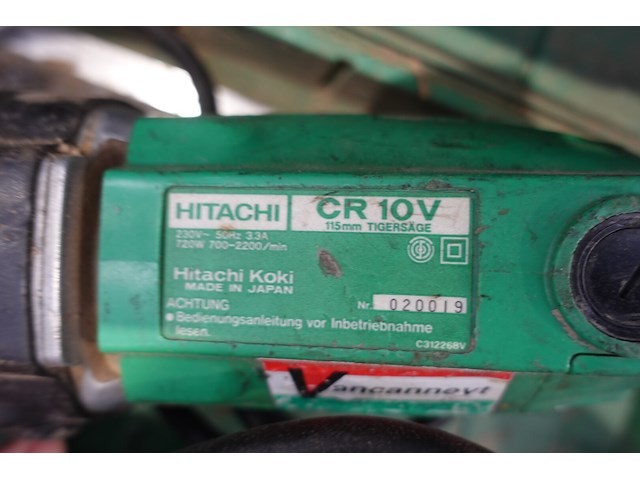 HITACHI
CR 10V
115mm TIGERSÄGE
230V~ 50Hz 3.3A
720W 700-2200/min
Hitachi Koki
MADE IN JAPAN
Nr. 020019
ACHTUNG
• Bedienungsanleitung vor Inbetriebnahme
lesen.
C312268V
Vancanneyt